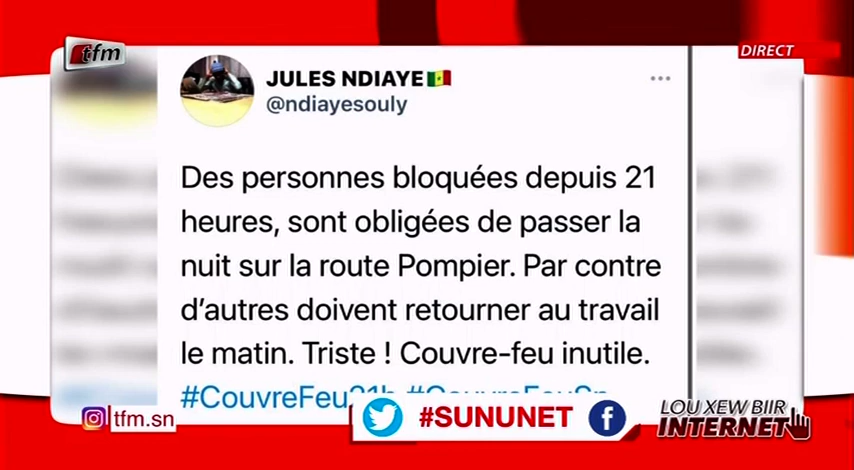 tfm
DIRECT
JULES NDIAYE
@ndiayesouly
Des personnes bloquées depuis 21
heures, sont obligées de passer la
nuit sur la route Pompier. Par contre
d'autres doivent retourner au travail
le matin. Triste ! Couvre-feu inutile.
#CouvreFeu21h #CouvreFeuSn
tfm.sn
#SUNUNET
LOU XEW BIIR
INTERNET